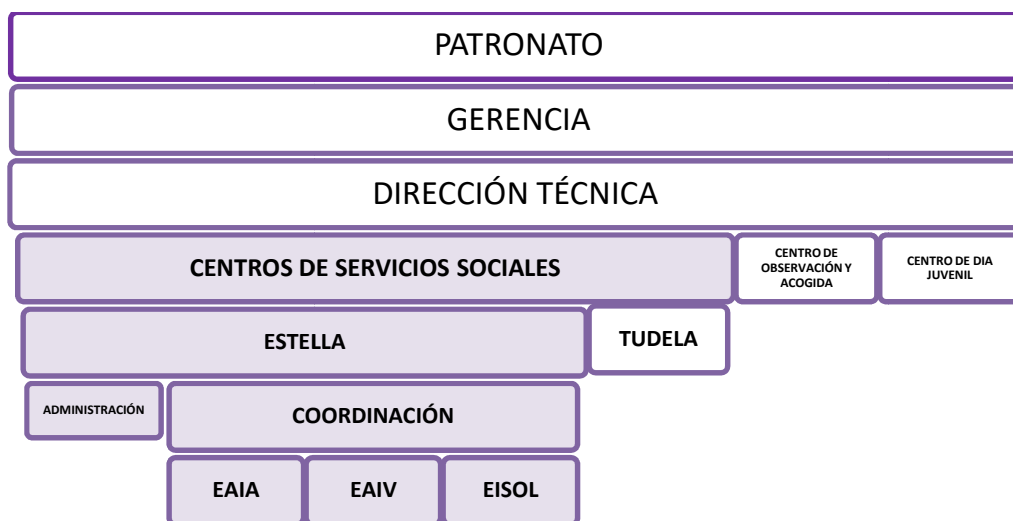 PATRONATO
GERENCIA
DIRECCIÓN TÉCNICA
CENTROS DE SERVICIOS SOCIALES
CENTRO DE
OBSERVACIÓN Y
ACOGIDA
CENTRO DE DIA
JUVENIL
ESTELLA
TUDELA
ADMINISTRACIÓN
COORDINACIÓN
EAIA
EAIV
EISOL